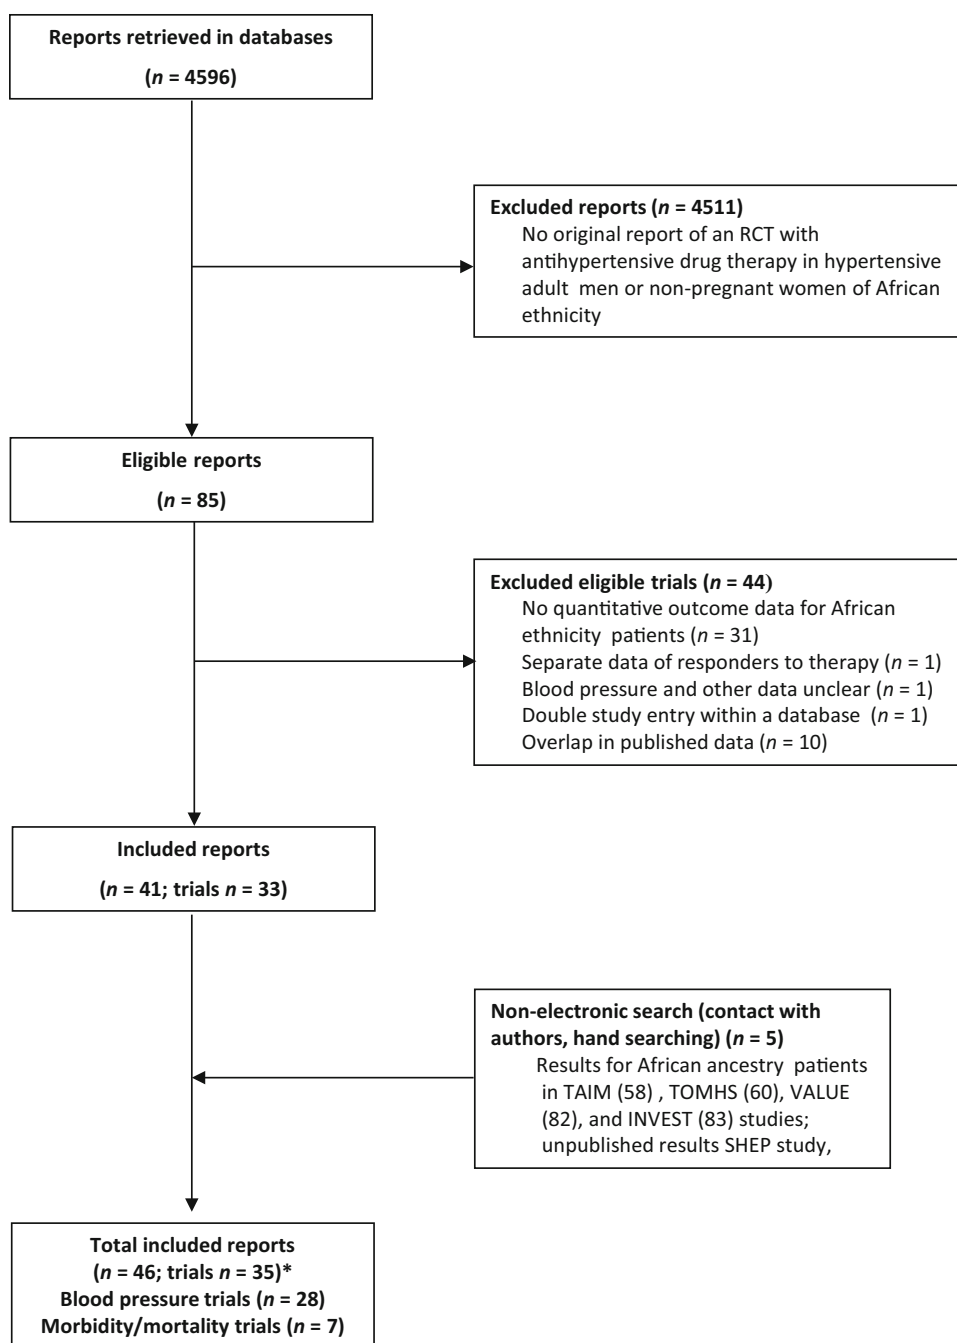 Reports retrieved in databases
(n = 4596)
Excluded reports (n = 4511)
No original report of an RCT with
antihypertensive drug therapy in hypertensive
adult men or non-pregnant women of African
ethnicity
Eligible reports
(n = 85)
Excluded eligible trials (n = 44)
No quantitative outcome data for African
ethnicity patients (n = 31)
Separate data of responders to therapy (n = 1)
Blood pressure and other data unclear (n = 1)
Double study entry within a database (n = 1)
Overlap in published data (n = 10)
Included reports
(n = 41; trials n = 33)
Non-electronic search (contact with
authors, hand searching) (n = 5)
Results for African ancestry patients
in TAIM (58) , TOMHS (60), VALUE
(82), and INVEST (83) studies;
unpublished results SHEP study,
Total included reports
(n = 46; trials n = 35)*
Blood pressure trials (n = 28)
Morbidity/mortality trials (n = 7)